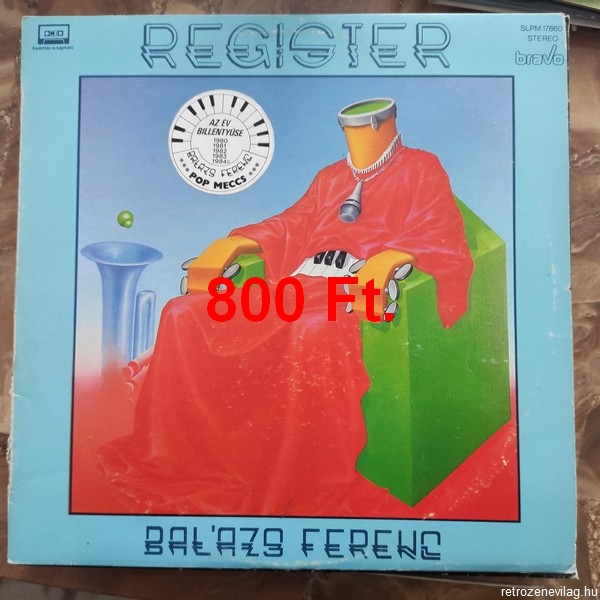 REGISTER
Kazettán is kapható
SLPM 17860
STEREO
bravo
AZ ÉV
BILLENTYŰSE
1980
1981
1982
1983
1984
BALÁZS FERENC
*** POP MECCS ***
800 Ft.
BALÁZS FERENC
retrozenevilag.hu